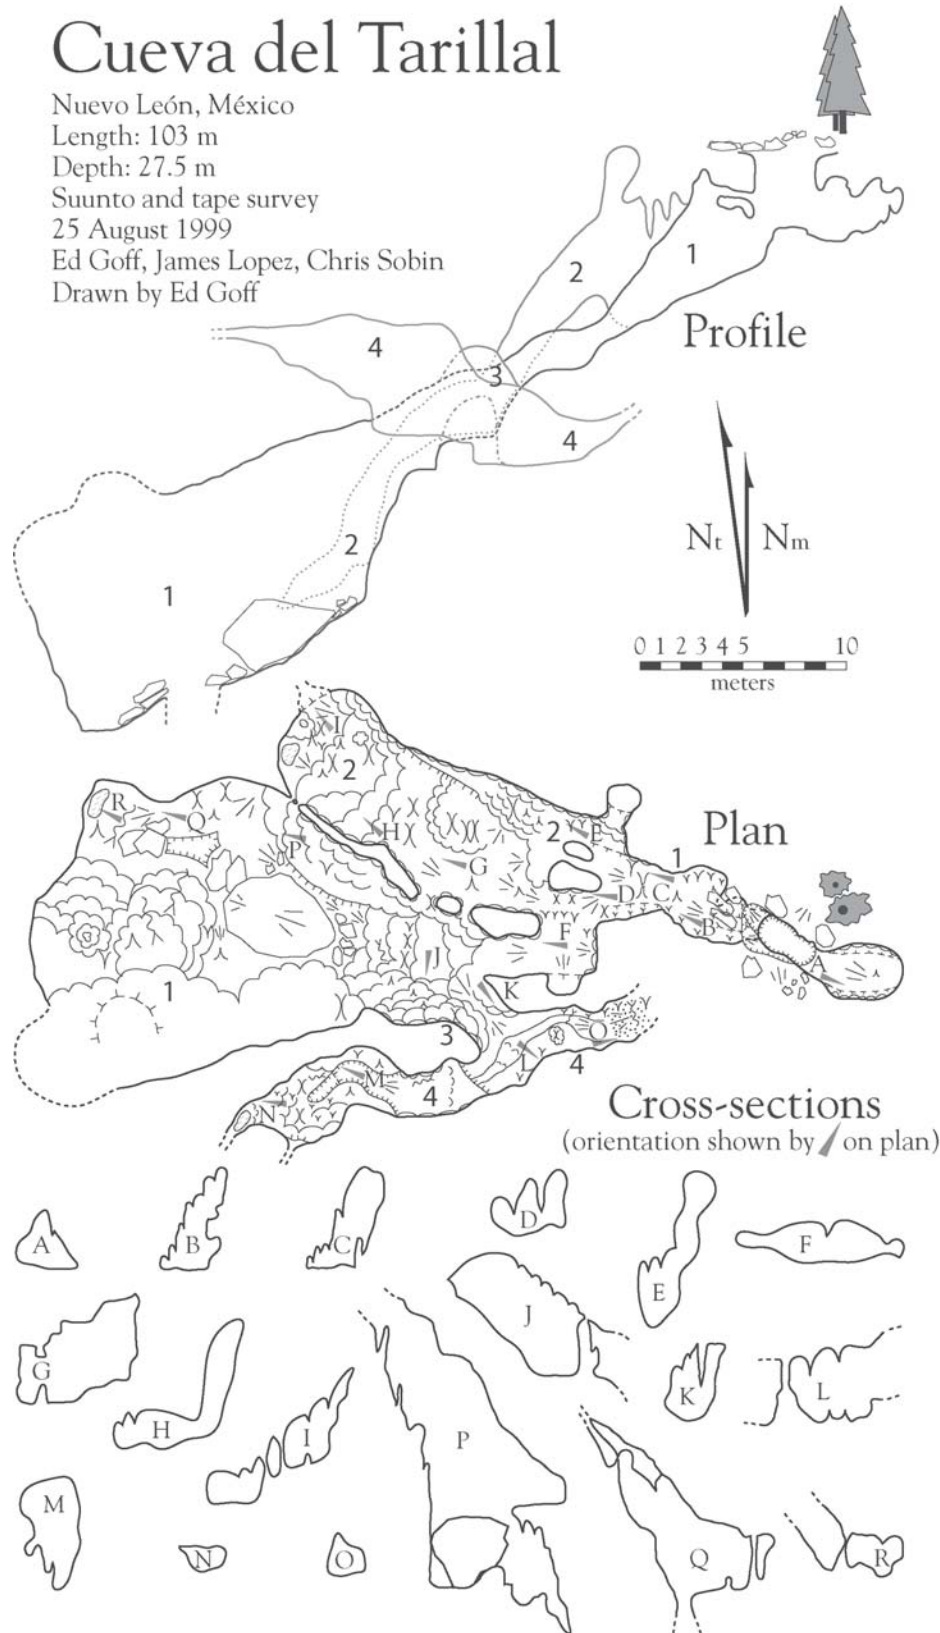 Cueva del Tarillal
Nuevo León, México
Length: 103 m
Depth: 27.5 m
Suunto and tape survey
25 August 1999
Ed Goff, James Lopez, Chris Sobin
Drawn by Ed Goff
2
1
Profile
4
3
4
Nt Nm
2
1
0 1 2 3 4 5 10
meters
I
2
R
Q
P
H
2
E
Plan
G
1
D
C
B
F
A
J
K
1
3
O
L
4
M
4
N
Cross-sections
(orientation shown by on plan)
A
B
C
D
E
F
G
H
I
J
K
L
M
N
O
P
Q
R